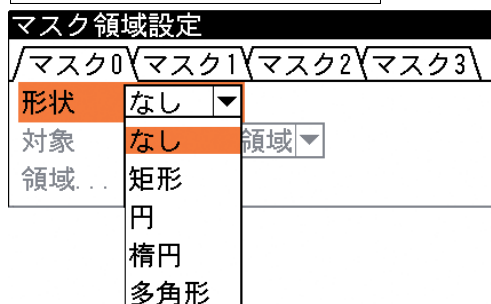 マスク領域設定
マスク0 マスク1 マスク2 マスク3
形状 なし
対象 なし 領域
領域... 矩形
円
楕円
多角形